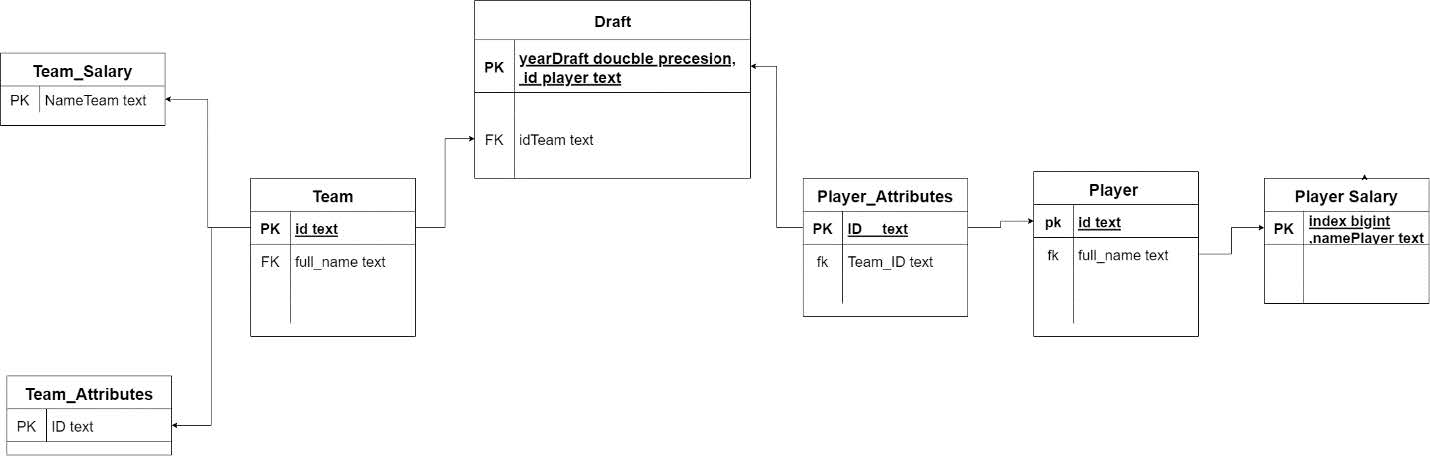 Draft
PK
yearDraft doucble precesion,
id player text
FK
idTeam text
Team_Salary
PK
NameTeam text
Team
PK
id text
FK
full_name text
Team_Attributes
PK
ID text
Player_Attributes
PK
ID__text
fk
Team_ID text
Player
pk
id text
fk
full_name text
Player Salary
PK
index bigint
,namePlayer text